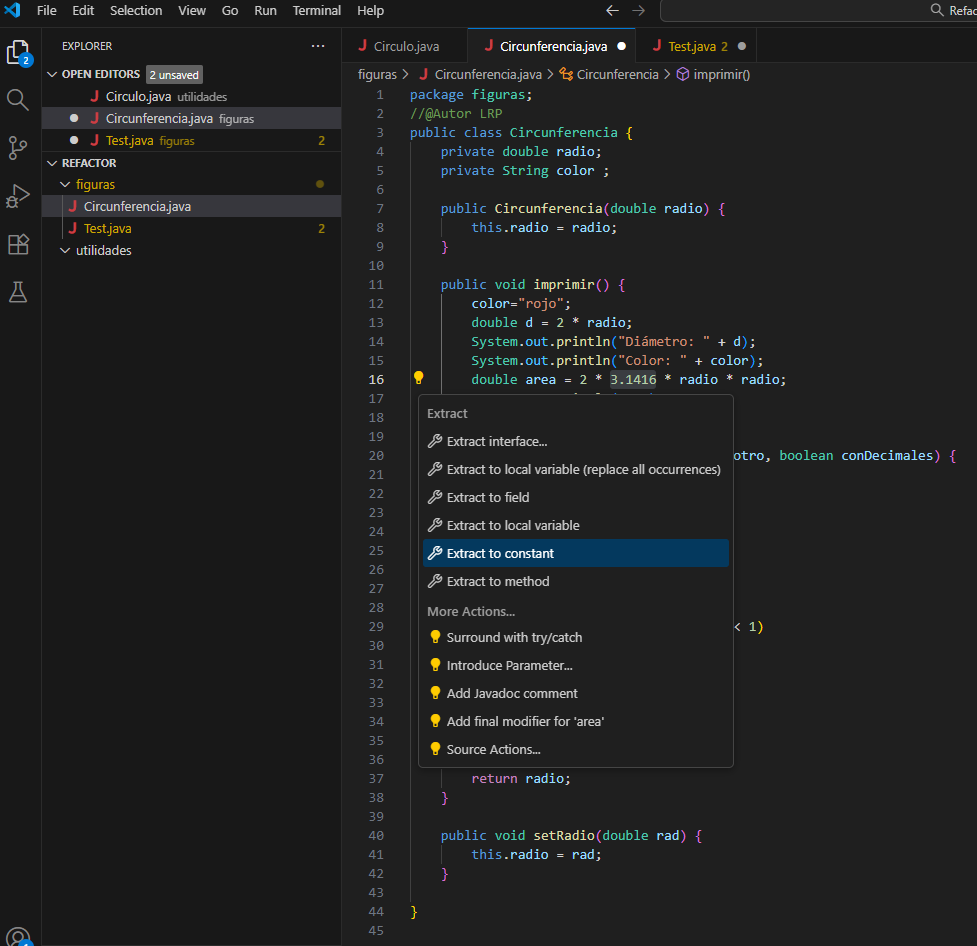 File Edit Selection View Go Run Terminal Help
Refac
2
EXPLORER
OPEN EDITORS 2 unsaved
J Circulo.java utilidades
J Circunferencia.java figuras
J Test.java figuras 2
REFACTOR
figuras
J Circunferencia.java
J Test.java 2
utilidades
J Circulo.java
J Circunferencia.java
J Test.java 2
figuras > J Circunferencia.java > Circunferencia > imprimir()
1 package figuras;
2 //@Autor LRP
3 public class Circunferencia {
4 private double radio;
5 private String color ;
6
7 public Circunferencia(double radio) {
8 this.radio = radio;
9 }
10
11 public void imprimir() {
12 color="rojo";
13 double d = 2 * radio;
14 System.out.println("Diámetro: " + d);
15 System.out.println("Color: " + color);
16 double area = 2 * 3.1416 * radio * radio;
17
18
19
20 otro, boolean conDecimales) {
21
22
23
24
25
26
27
28
29 < 1)
30
31
32
33
34
35
36
37 return radio;
38 }
39
40 public void setRadio(double rad) {
41 this.radio = rad;
42 }
43
44 }
45
Extract
Extract interface...
Extract to local variable (replace all occurrences)
Extract to field
Extract to local variable
Extract to constant
Extract to method
More Actions...
Surround with try/catch
Introduce Parameter...
Add Javadoc comment
Add final modifier for 'area'
Source Actions...